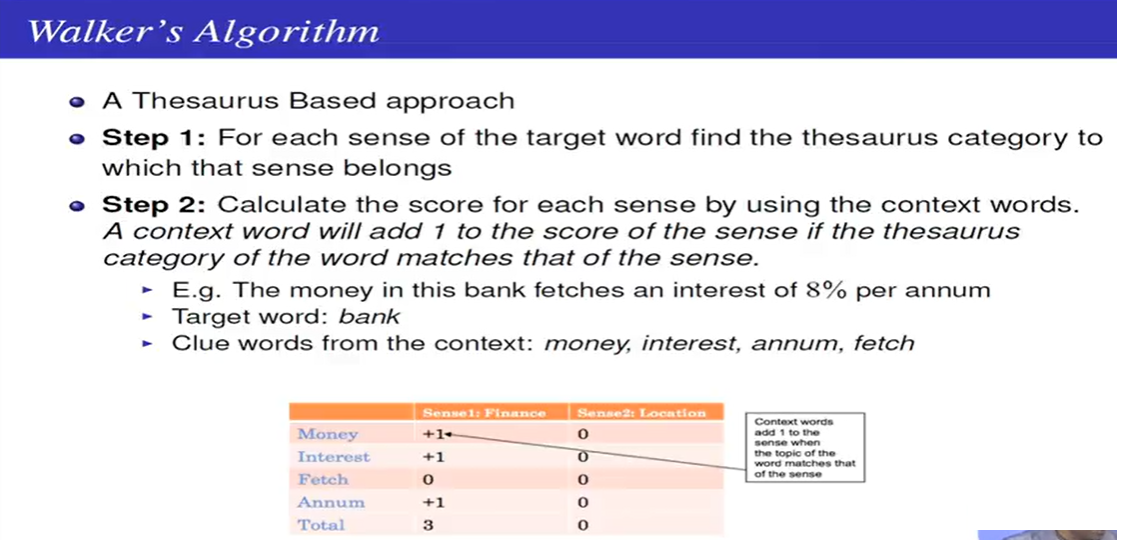 Walker's Algorithm
A Thesaurus Based approach
Step 1: For each sense of the target word find the thesaurus category to
which that sense belongs
Step 2: Calculate the score for each sense by using the context words.
A context word will add 1 to the score of the sense if the thesaurus
category of the word matches that of the sense.
E.g. The money in this bank fetches an interest of 8% per annum
Target word: bank
Clue words from the context: money, interest, annum, fetch
Sense1: Finance Sense2: Location
Money +1 0
Interest +1 0
Fetch 0 0
Annum +1 0
Total 3 0
Context words
add 1 to the
sense when
the topic of the
word matches that
of the sense